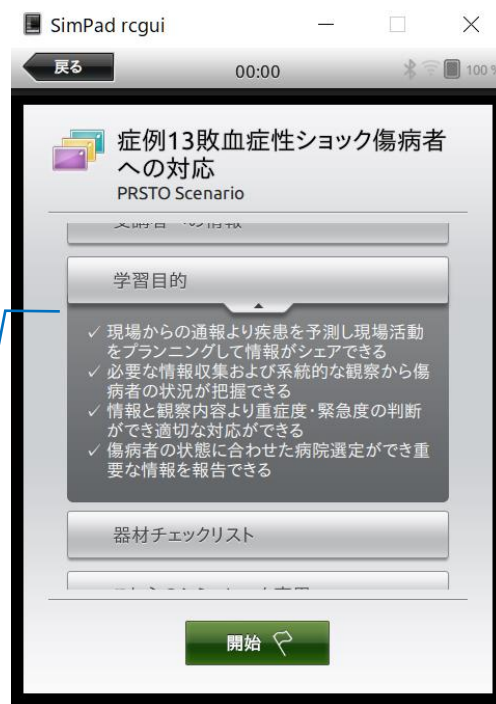 SimPad rcgui
戻る
00:00
100 %
症例13敗血症性ショック傷病者
への対応
PRSTO Scenario
学習目的
✓ 現場からの通報より疾患を予測し現場活動
をプランニングして情報がシェアできる
✓ 必要な情報収集および系統的な観察から傷
病者の状況が把握できる
✓ 情報と観察内容より重症度・緊急度の判断
ができ適切な対応ができる
✓ 傷病者の状態に合わせた病院選定ができ重
要な情報を報告できる
器材チェックリスト
開始